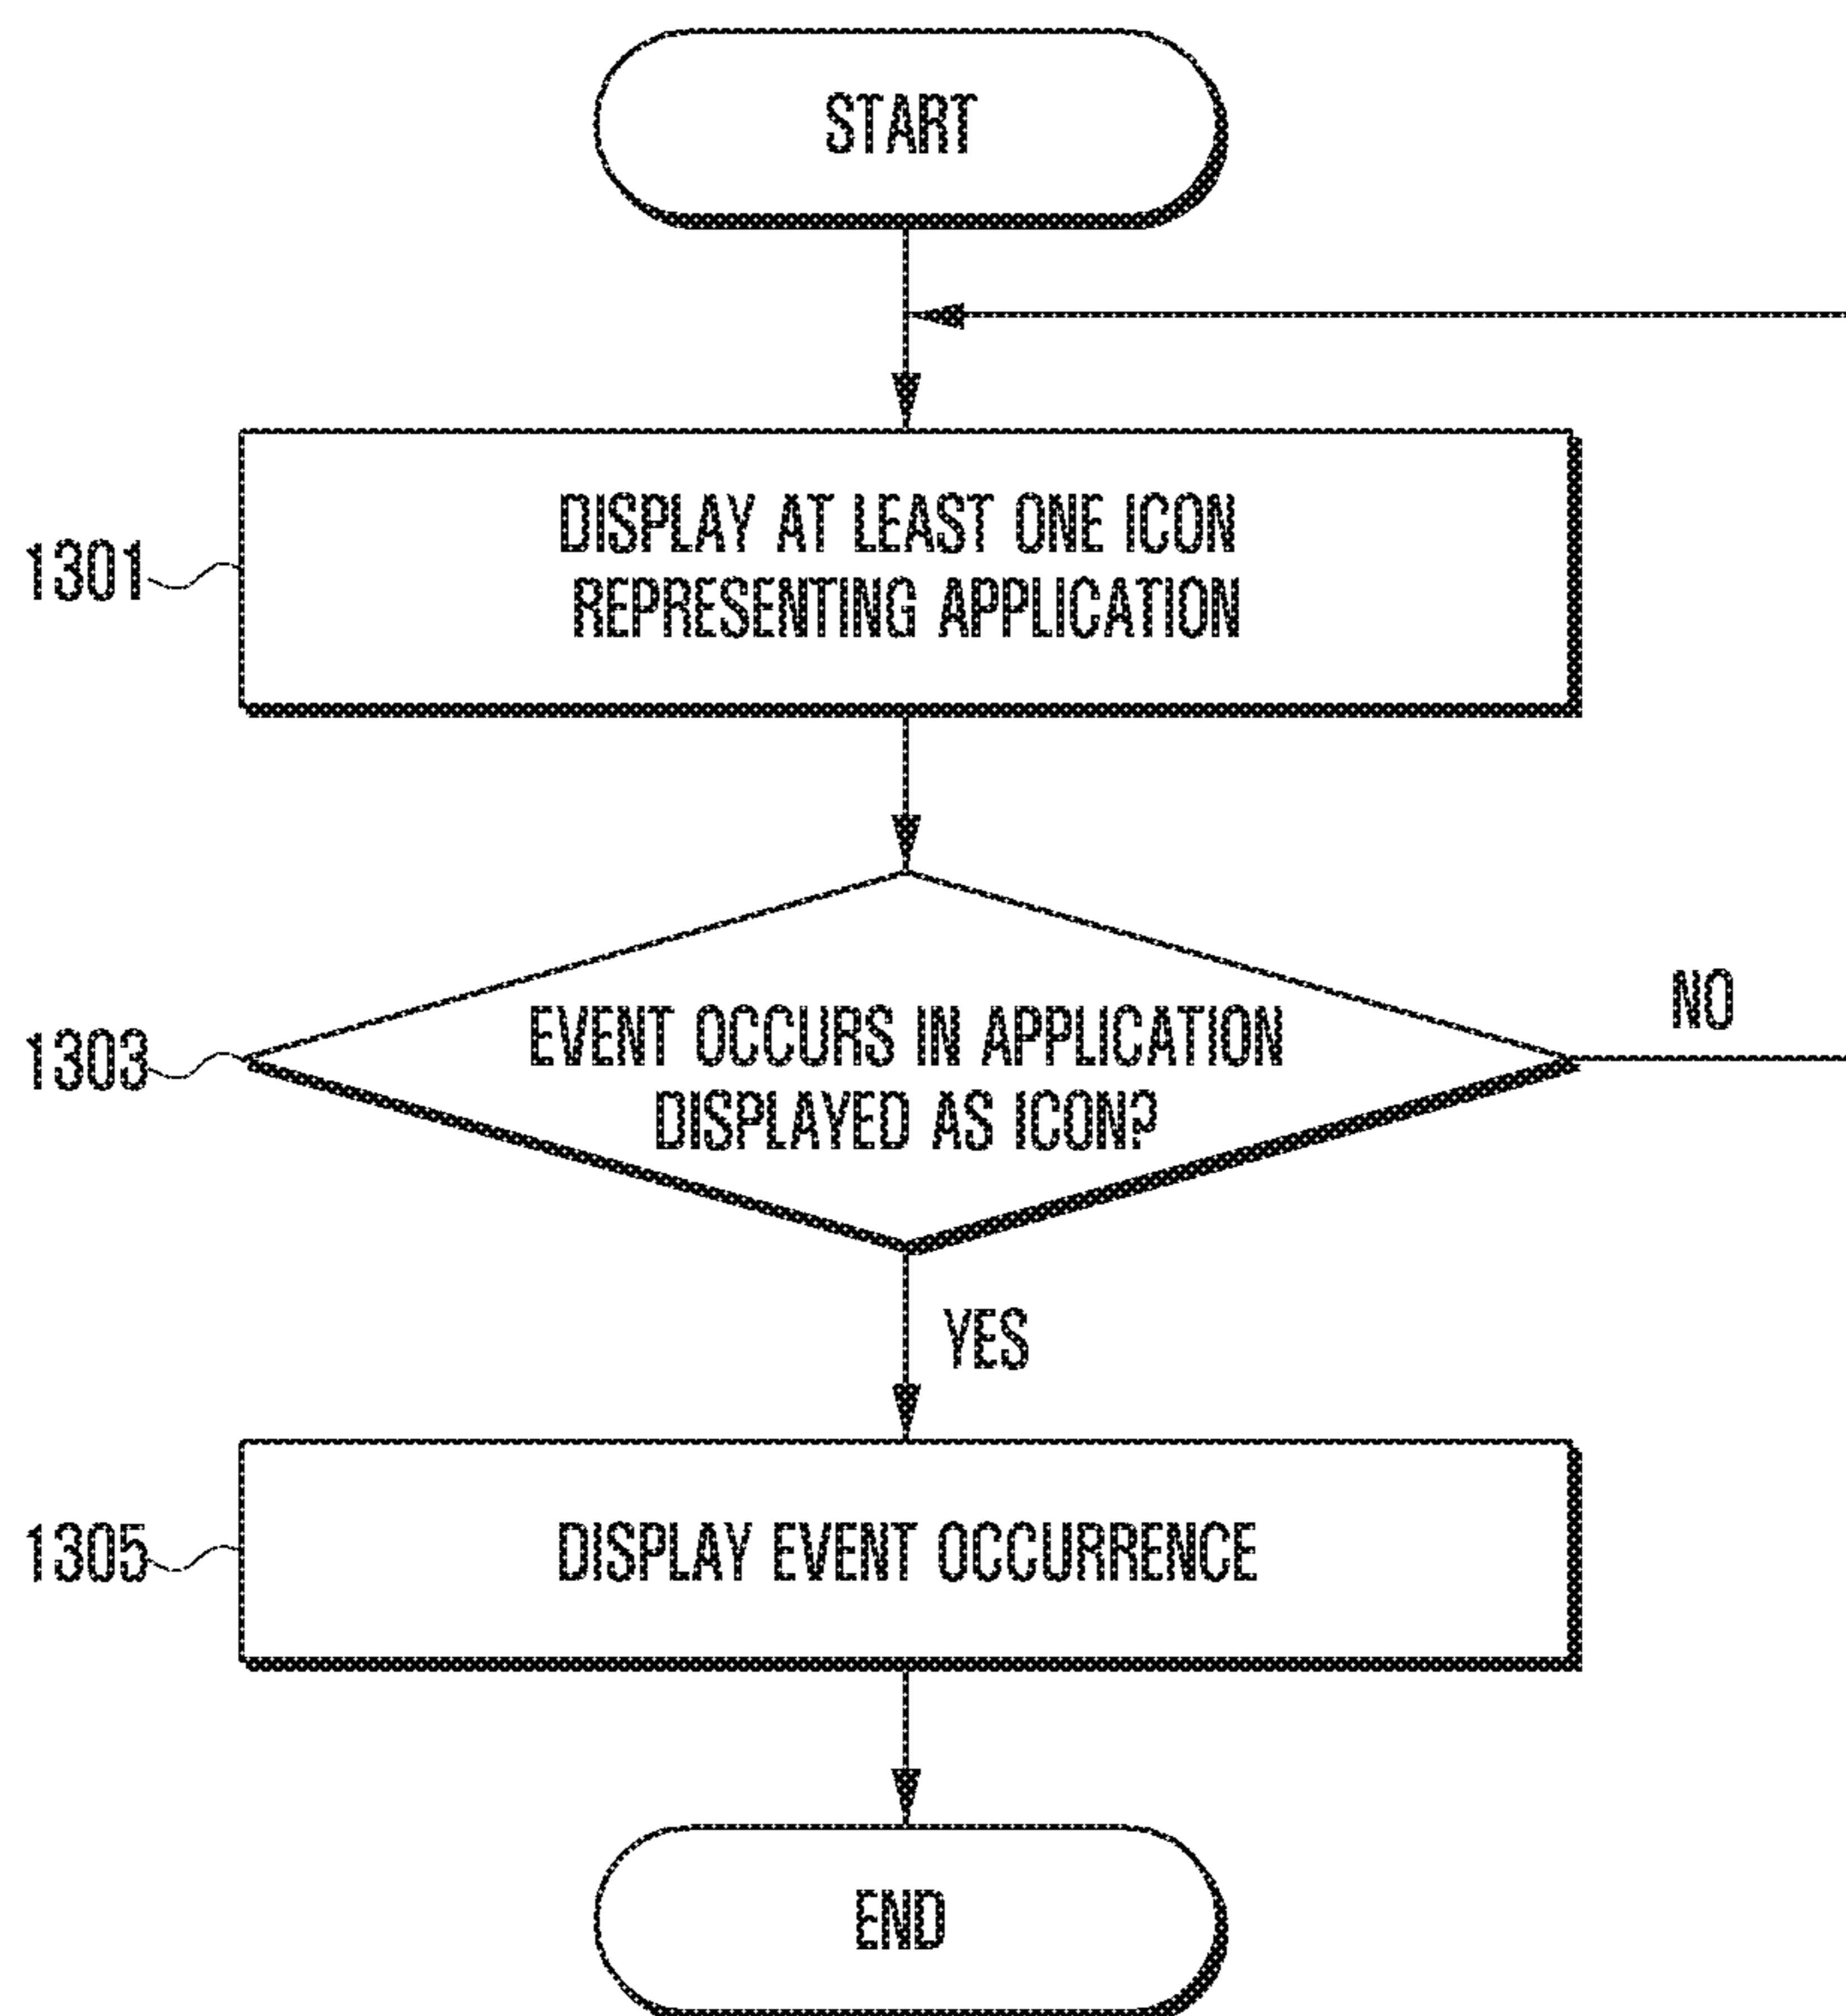 START
DISPLAY AT LEAST ONE ICON
REPRESENTING APPLICATION
1301
EVENT OCCURS IN APPLICATION
DISPLAYED AS ICON?
1303
NO
YES
DISPLAY EVENT OCCURRENCE
1305
END